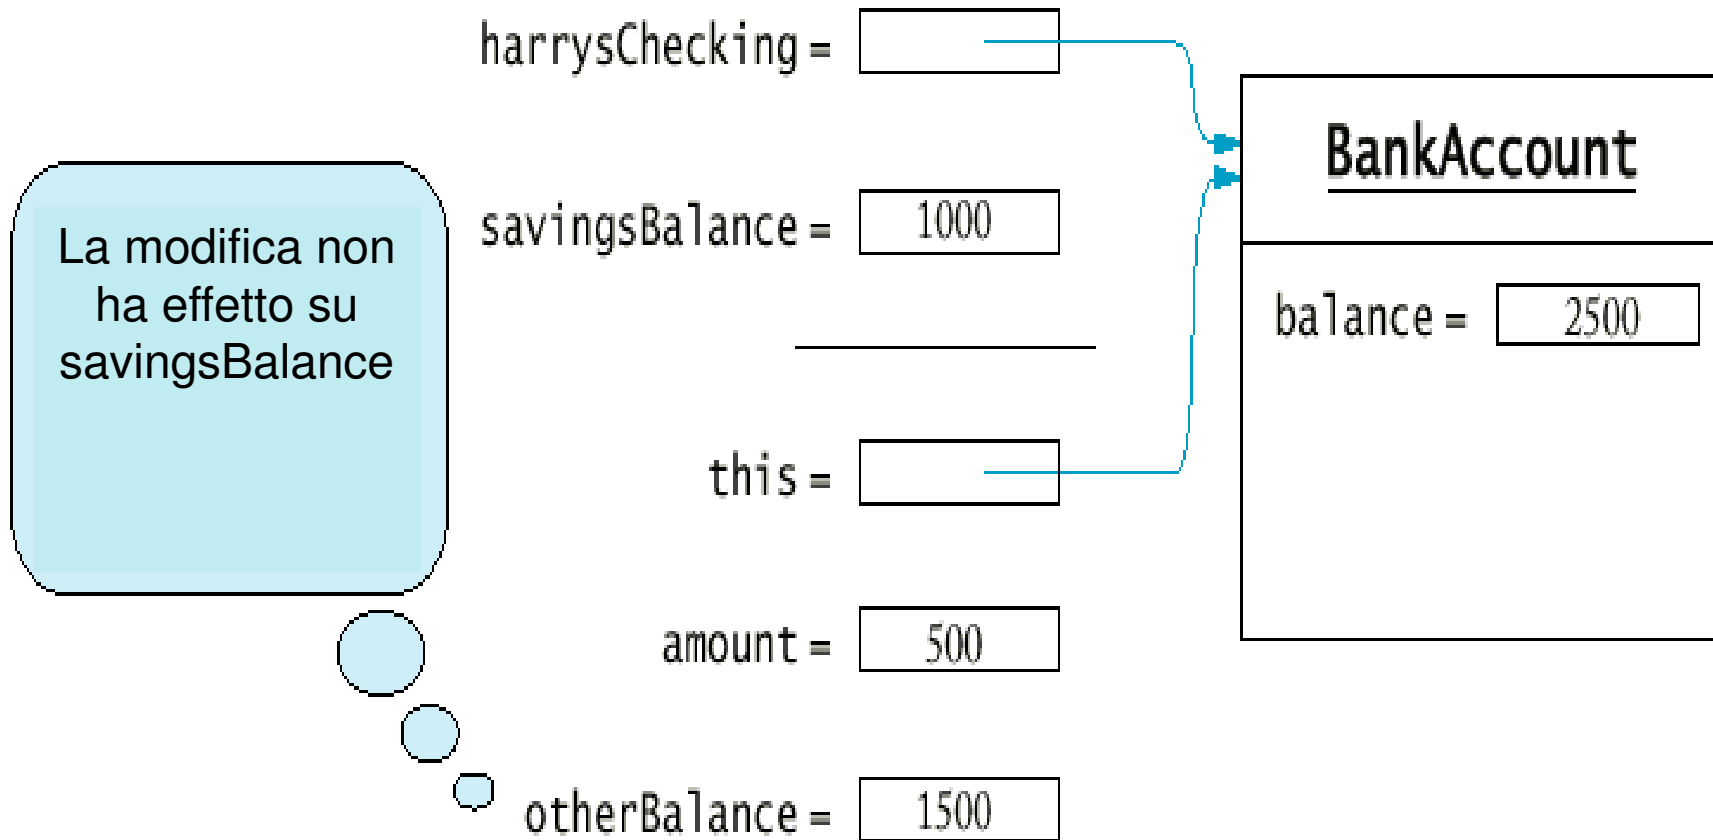 harrysChecking =
BankAccount
La modifica non
ha effetto su
savingsBalance
savingsBalance = 1000
balance = 2500
this =
amount = 500
otherBalance = 1500